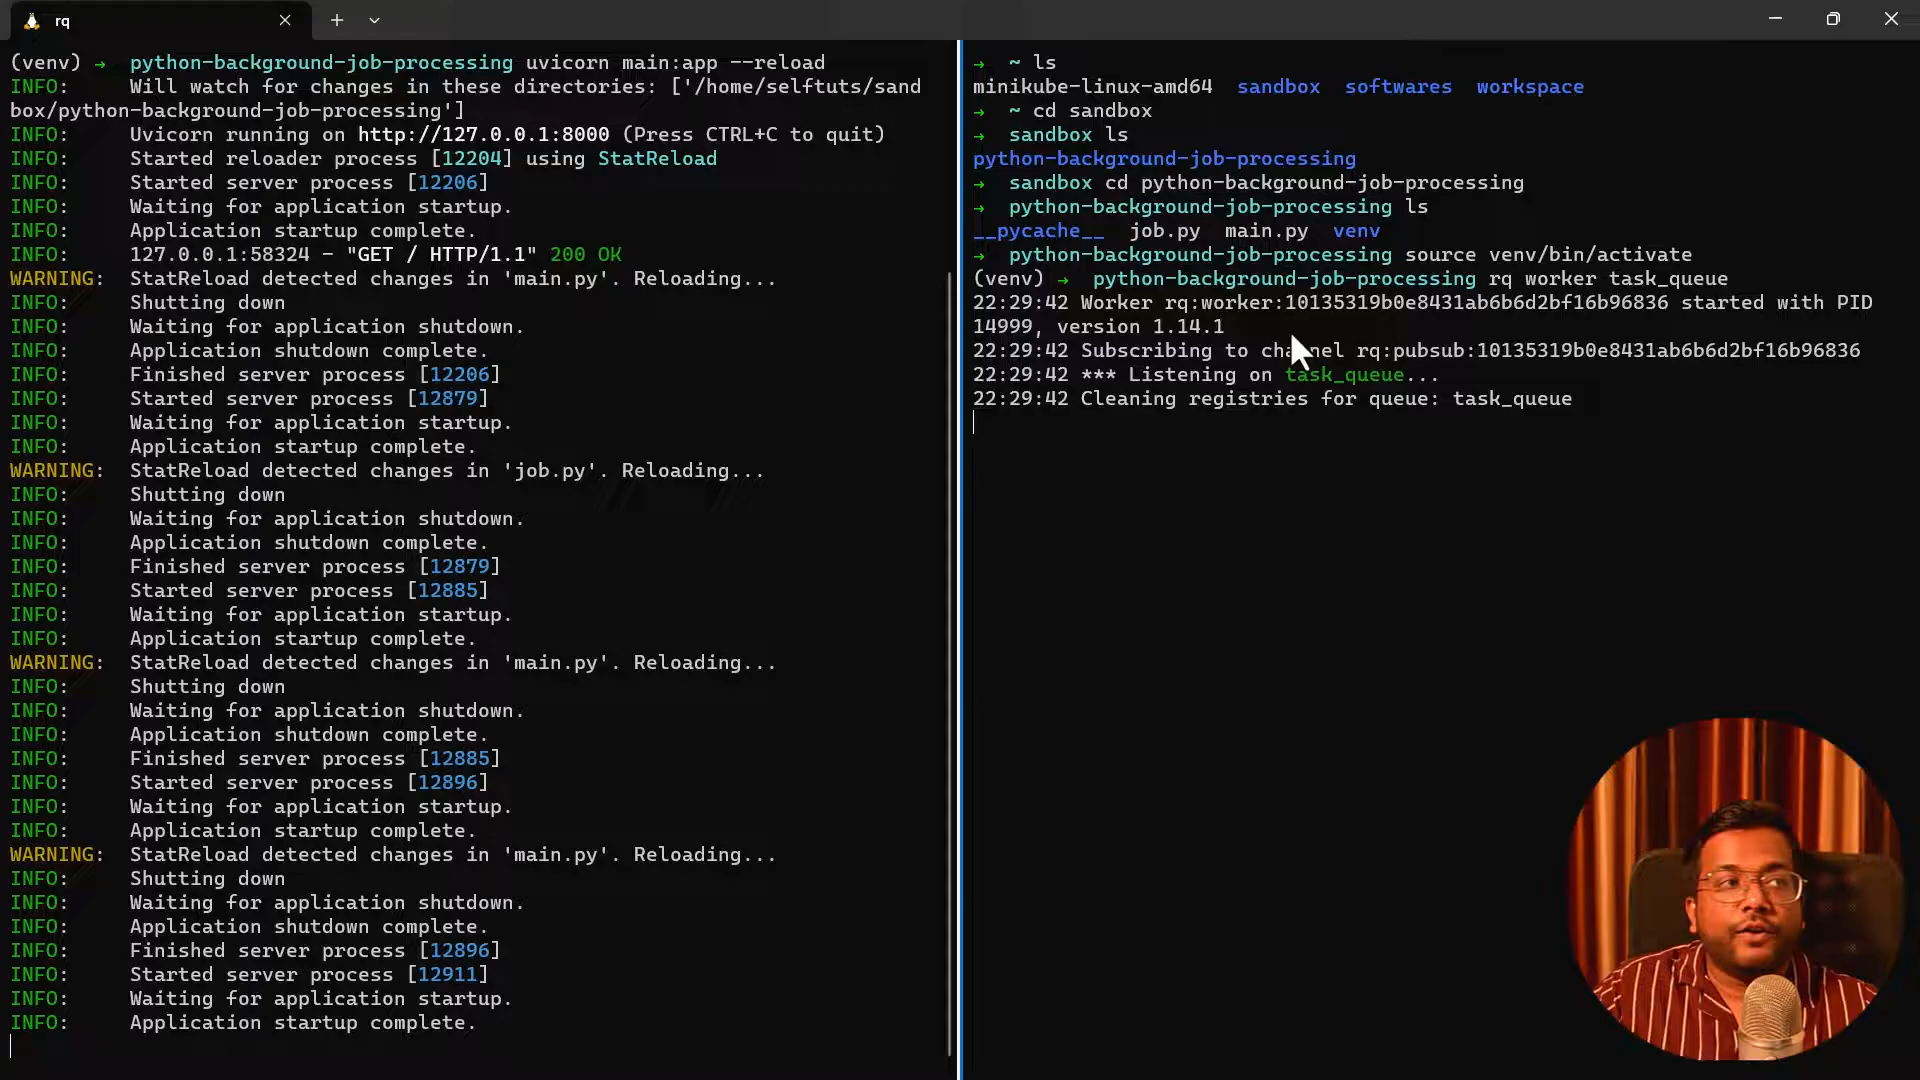 rq
(venv) → python-background-job-processing uvicorn main:app --reload
INFO: Will watch for changes in these directories: ['/home/selftuts/sand
box/python-background-job-processing']
INFO: Uvicorn running on http://127.0.0.1:8000 (Press CTRL+C to quit)
INFO: Started reloader process [12204] using StatReload
INFO: Started server process [12206]
INFO: Waiting for application startup.
INFO: Application startup complete.
INFO: 127.0.0.1:58324 - "GET / HTTP/1.1" 200 OK
WARNING: StatReload detected changes in 'main.py'. Reloading...
INFO: Shutting down
INFO: Waiting for application shutdown.
INFO: Application shutdown complete.
INFO: Finished server process [12206]
INFO: Started server process [12879]
INFO: Waiting for application startup.
INFO: Application startup complete.
WARNING: StatReload detected changes in 'job.py'. Reloading...
INFO: Shutting down
INFO: Waiting for application shutdown.
INFO: Application shutdown complete.
INFO: Finished server process [12879]
INFO: Started server process [12885]
INFO: Waiting for application startup.
INFO: Application startup complete.
WARNING: StatReload detected changes in 'main.py'. Reloading...
INFO: Shutting down
INFO: Waiting for application shutdown.
INFO: Application shutdown complete.
INFO: Finished server process [12885]
INFO: Started server process [12896]
INFO: Waiting for application startup.
INFO: Application startup complete.
WARNING: StatReload detected changes in 'main.py'. Reloading...
INFO: Shutting down
INFO: Waiting for application shutdown.
INFO: Application shutdown complete.
INFO: Finished server process [12896]
INFO: Started server process [12911]
INFO: Waiting for application startup.
INFO: Application startup complete.
→ ~ ls
minikube-linux-amd64 sandbox softwares workspace
→ ~ cd sandbox
→ sandbox ls
python-background-job-processing
→ sandbox cd python-background-job-processing
→ python-background-job-processing ls
__pycache__ job.py main.py venv
→ python-background-job-processing source venv/bin/activate
(venv) → python-background-job-processing rq worker task_queue
22:29:42 Worker rq:worker:10135319b0e8431ab6b6d2bf16b96836 started with PID
14999, version 1.14.1
22:29:42 Subscribing to channel rq:pubsub:10135319b0e8431ab6b6d2bf16b96836
22:29:42 *** Listening on task_queue...
22:29:42 Cleaning registries for queue: task_queue